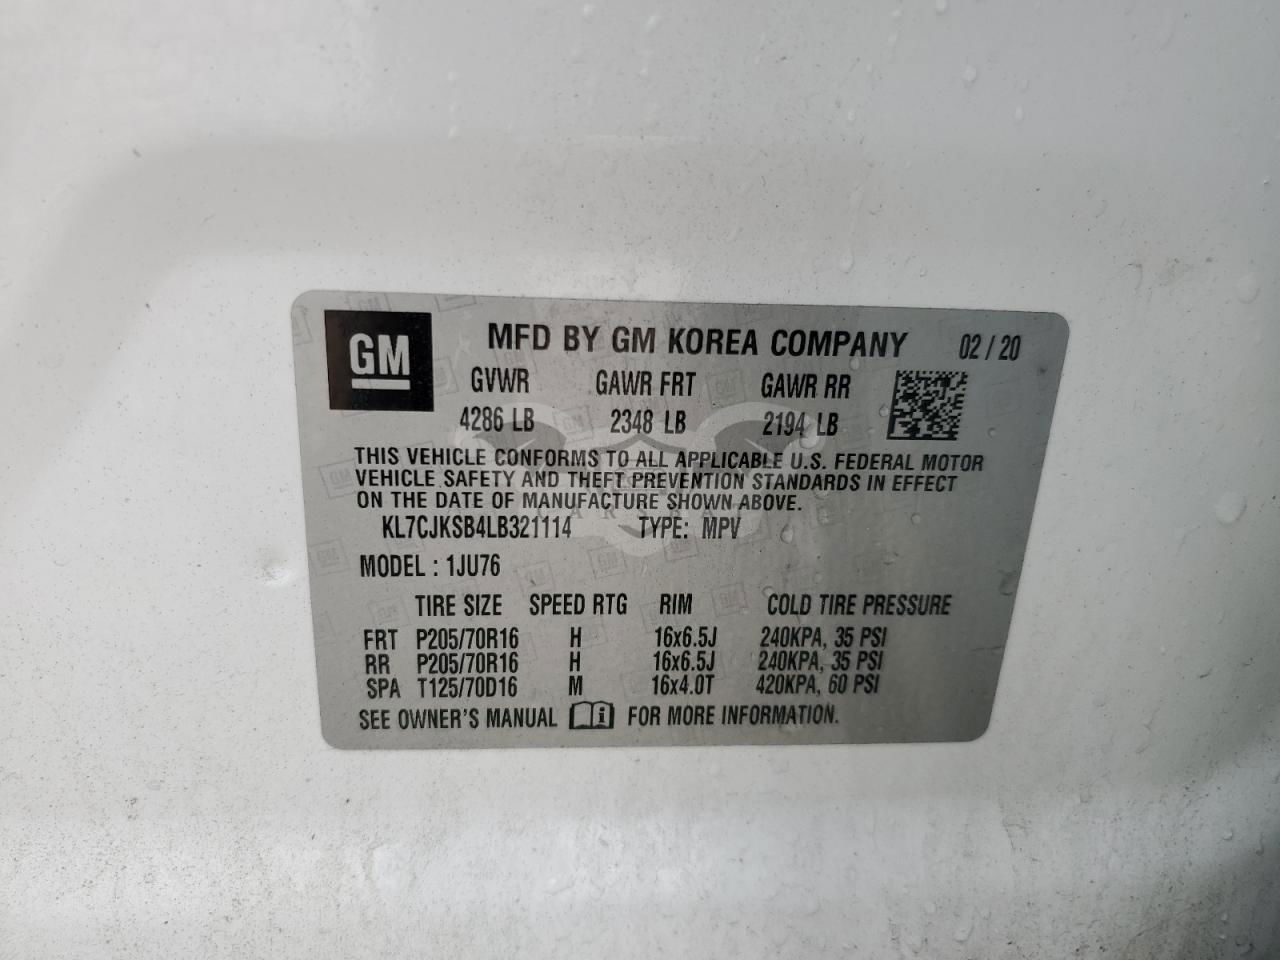 GM
MFD BY GM KOREA COMPANY 02/20
GVWR GAWR FRT GAWR RR
4286 LB 2348 LB 2194 LB
THIS VEHICLE CONFORMS TO ALL APPLICABLE U.S. FEDERAL MOTOR
VEHICLE SAFETY AND THEFT PREVENTION STANDARDS IN EFFECT
ON THE DATE OF MANUFACTURE SHOWN ABOVE.
KL7CJKSB4LB321114 TYPE: MPV
MODEL : 1JU76
TIRE SIZE SPEED RTG RIM COLD TIRE PRESSURE
FRT P205/70R16 H 16x6.5J 240KPA, 35 PSI
RR P205/70R16 H 16x6.5J 240KPA, 35 PSI
SPA T125/70D16 M 16x4.0T 420KPA, 60 PSI
SEE OWNER'S MANUAL FOR MORE INFORMATION.